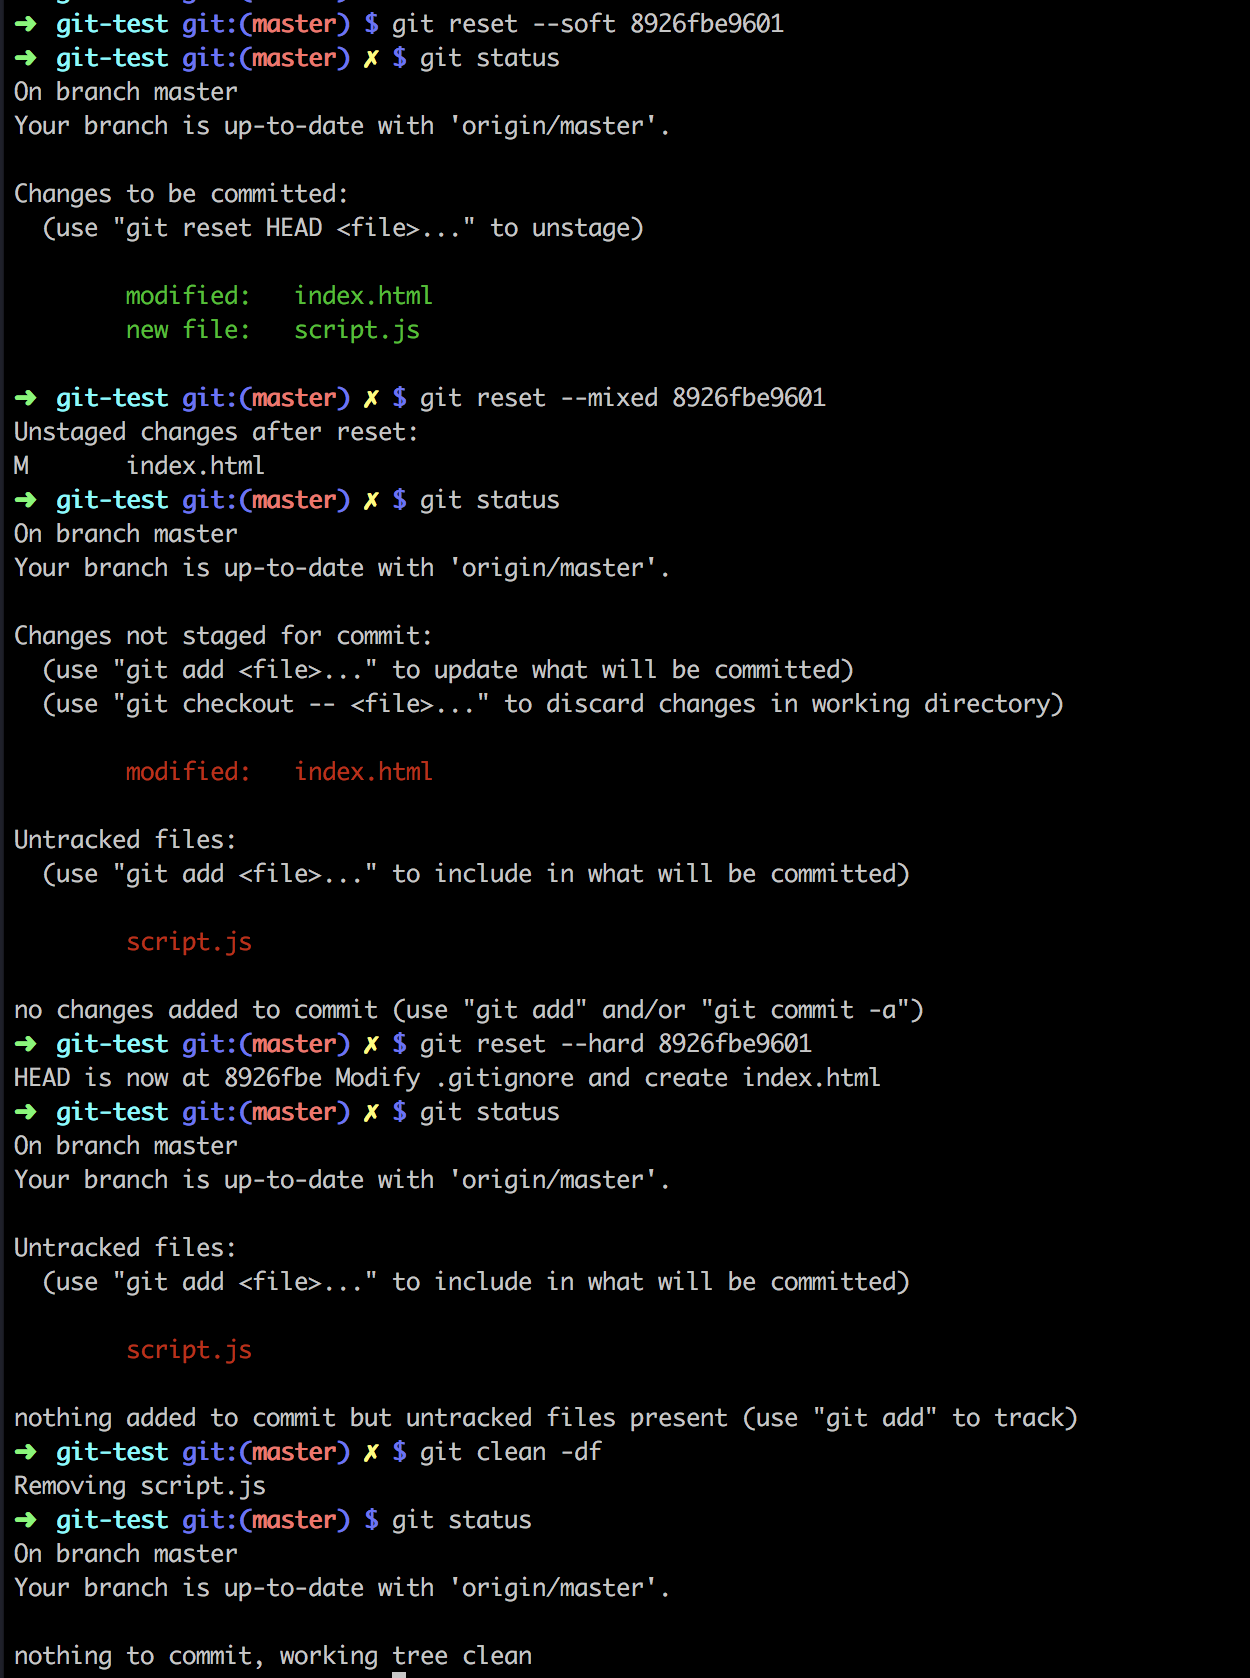 ➜ git-test git:(master) $ git reset --soft 8926fbe9601
➜ git-test git:(master) ✗ $ git status
On branch master
Your branch is up-to-date with 'origin/master'.
Changes to be committed:
(use "git reset HEAD <file>..." to unstage)
modified: index.html
new file: script.js
➜ git-test git:(master) ✗ $ git reset --mixed 8926fbe9601
Unstaged changes after reset:
M index.html
➜ git-test git:(master) ✗ $ git status
On branch master
Your branch is up-to-date with 'origin/master'.
Changes not staged for commit:
(use "git add <file>..." to update what will be committed)
(use "git checkout -- <file>..." to discard changes in working directory)
modified: index.html
Untracked files:
(use "git add <file>..." to include in what will be committed)
script.js
no changes added to commit (use "git add" and/or "git commit -a")
➜ git-test git:(master) ✗ $ git reset --hard 8926fbe9601
HEAD is now at 8926fbe Modify .gitignore and create index.html
➜ git-test git:(master) ✗ $ git status
On branch master
Your branch is up-to-date with 'origin/master'.
Untracked files:
(use "git add <file>..." to include in what will be committed)
script.js
nothing added to commit but untracked files present (use "git add" to track)
➜ git-test git:(master) ✗ $ git clean -df
Removing script.js
➜ git-test git:(master) $ git status
On branch master
Your branch is up-to-date with 'origin/master'.
nothing to commit, working tree clean